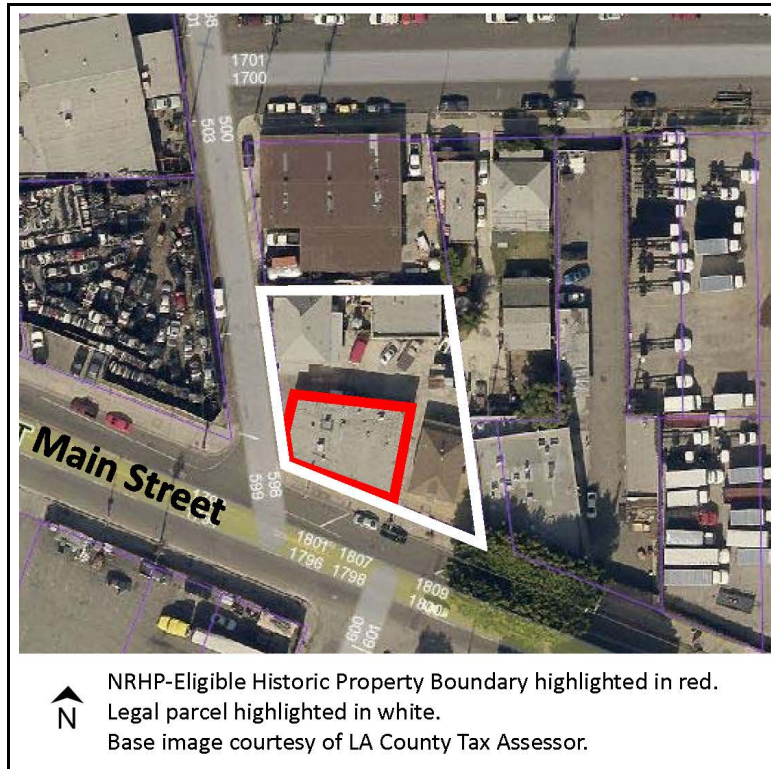 1701
1700
503
500
Main Street
599
598
1801 1807
1796 1798
1809
600
601
N
NRHP-Eligible Historic Property Boundary highlighted in red.
Legal parcel highlighted in white.
Base image courtesy of LA County Tax Assessor.